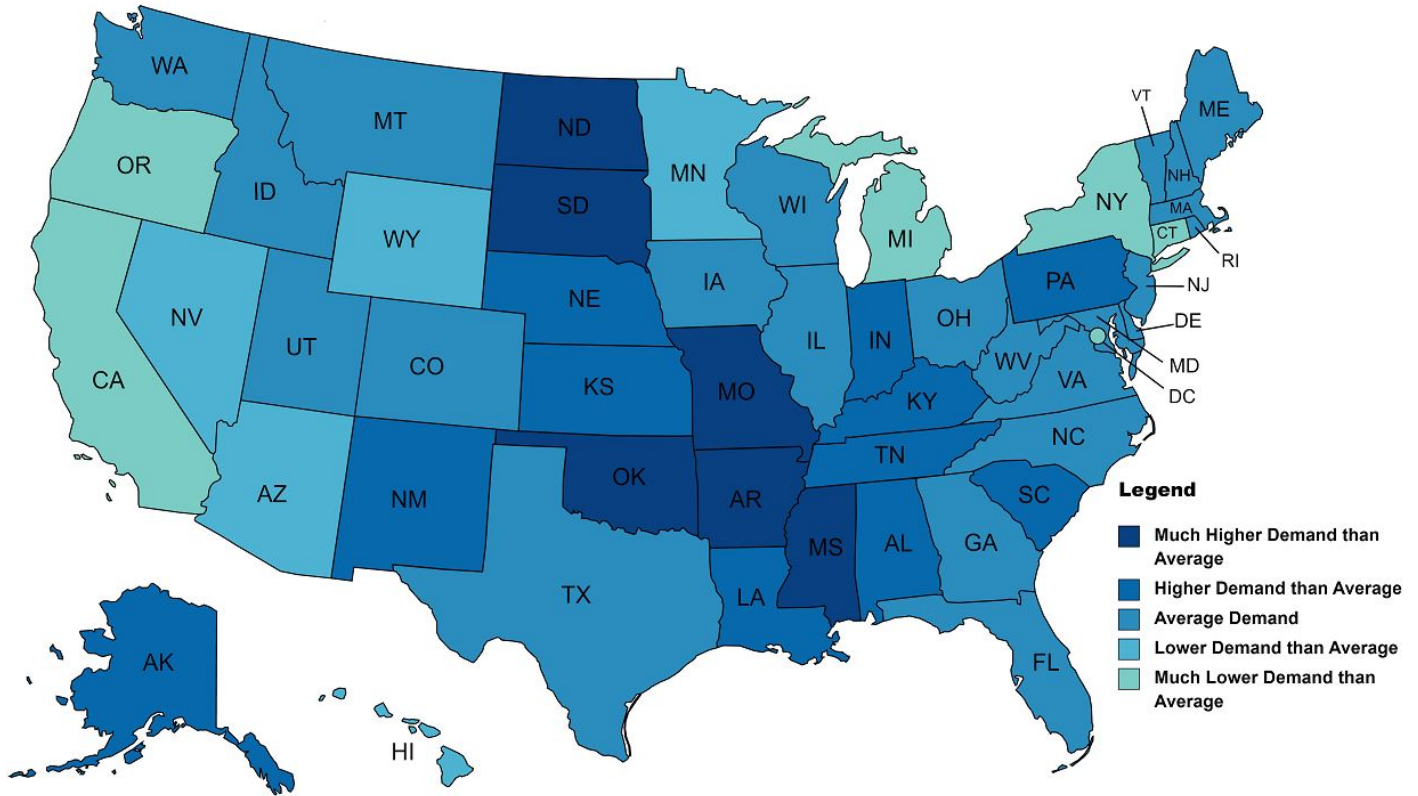 WA
MT
ND
MN
VT
ME
OR
ID
SD
WI
NH
NY
MA
WY
MI
CT
RI
IA
NE
PA
NJ
NV
UT
CO
IL
IN
OH
DE
WV
MD
CA
KS
MO
KY
VA
DC
NC
TN
AZ
NM
OK
AR
SC
MS
AL
GA
TX
LA
FL
AK
HI
Legend
Much Higher Demand than
Average
Higher Demand than Average
Average Demand
Lower Demand than Average
Much Lower Demand than
Average